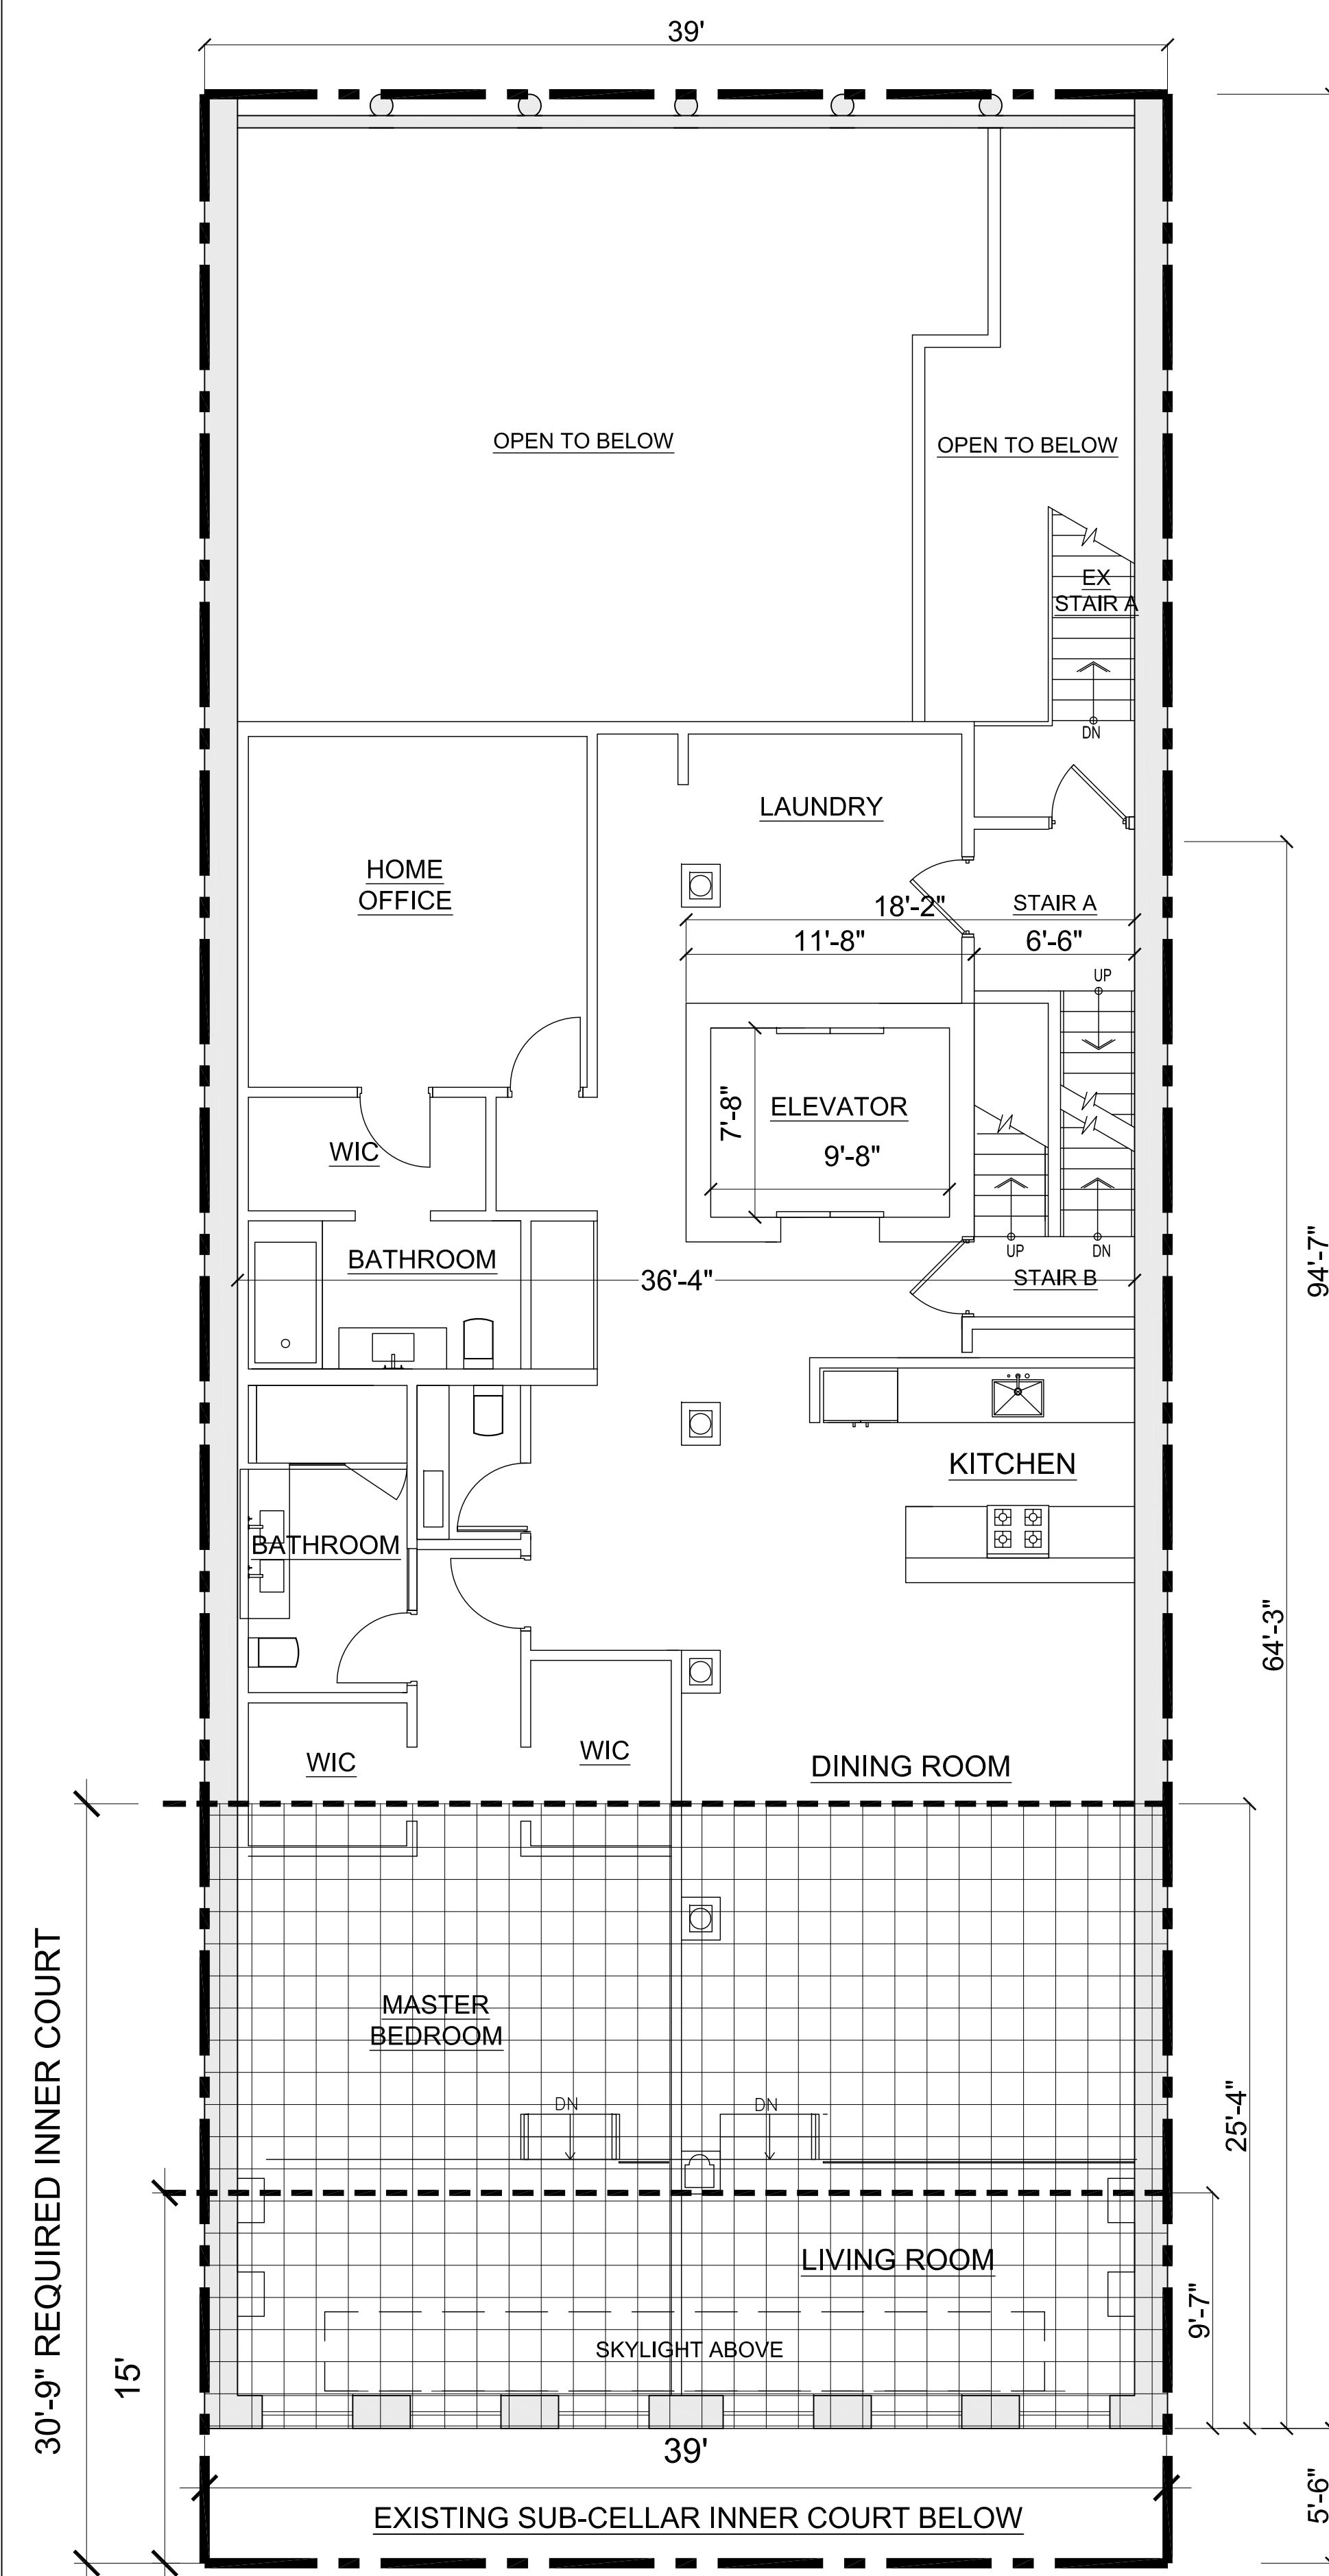 39'
OPEN TO BELOW
OPEN TO BELOW
EX
STAIR A
DN
LAUNDRY
HOME
OFFICE
18'-2"
STAIR A
11'-8"
6'-6"
UP
7'-8"
ELEVATOR
9'-8"
WIC
BATHROOM
UP
DN
36'-4"
STAIR B
94'-7"
KITCHEN
BATHROOM
64'-3"
WIC
WIC
DINING ROOM
30'-9" REQUIRED INNER COURT
MASTER
BEDROOM
DN
DN
25'-4"
LIVING ROOM
9'-7"
SKYLIGHT ABOVE
15'
39'
5'-6"
EXISTING SUB-CELLAR INNER COURT BELOW